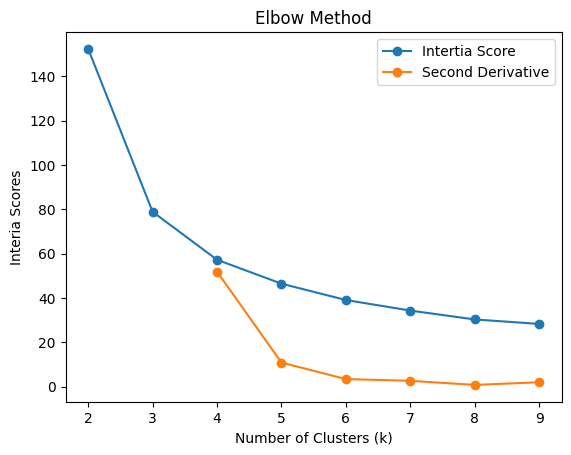 Elbow Method
Intertia Score
Second Derivative
Interia Scores
140
120
100
80
60
40
20
0
2 3 4 5 6 7 8 9
Number of Clusters (k)